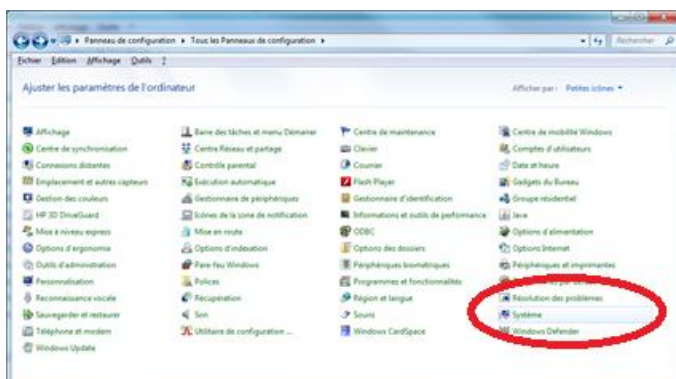 Panneau de configuration ▸ Tous les Panneaux de configuration ▸
Rechercher
Fichier Edition Affichage Outils ?
Ajuster les paramètres de l'ordinateur
Afficher par : Petites icônes
Affichage
Barre des tâches et menu Démarrer
Centre de maintenance
Centre de mobilité Windows
Centre de synchronisation
Centre Réseau et partage
Clavier
Comptes d'utilisateurs
Connexions distantes
Contrôle parental
Courrier
Date et heure
Emplacement et autres capteurs
Exécution automatique
Flash Player
Gadgets du Bureau
Gestion des couleurs
Gestionnaire de périphériques
Gestionnaire d'identification
Groupe résidentiel
HP 3D DriveGuard
Icônes de la zone de notification
Informations et outils de performance
Java
Mise à niveau express
Mise en route
ODBC
Options d'alimentation
Options d'ergonomie
Options d'indexation
Options des dossiers
Options Internet
Outils d'administration
Pare-feu Windows
Périphériques biométriques
Périphériques et imprimantes
Personnalisation
Polices
Programmes et fonctionnalités
Reconnaissance vocale
Récupération
Région et langue
Résolution des problèmes
Sauvegarder et restaurer
Son
Souris
Système
Téléphone et modem
Utilitaire de configuration ...
Windows CardSpace
Windows Defender
Windows Update